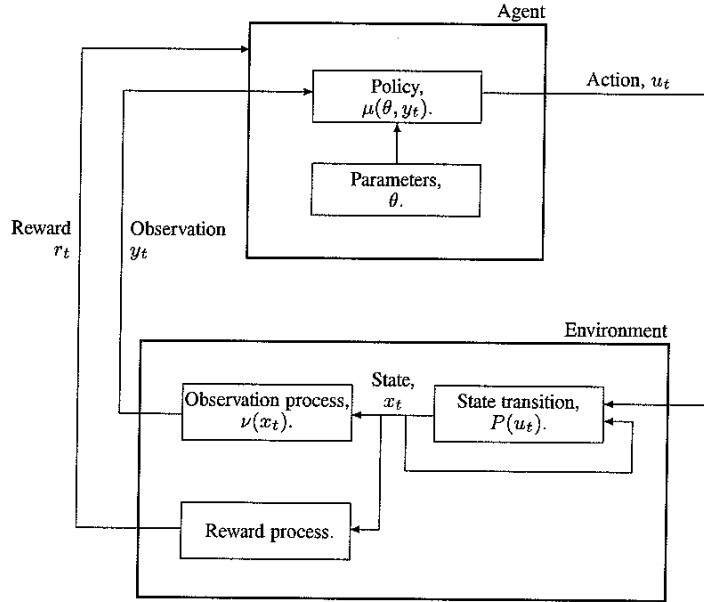 Agent
Policy,
μ(θ, y_t).
Action, u_t
Parameters,
θ.
Reward
r_t
Observation
y_t
Environment
State,
x_t
Observation process,
ν(x_t).
State transition,
P(u_t).
Reward process.